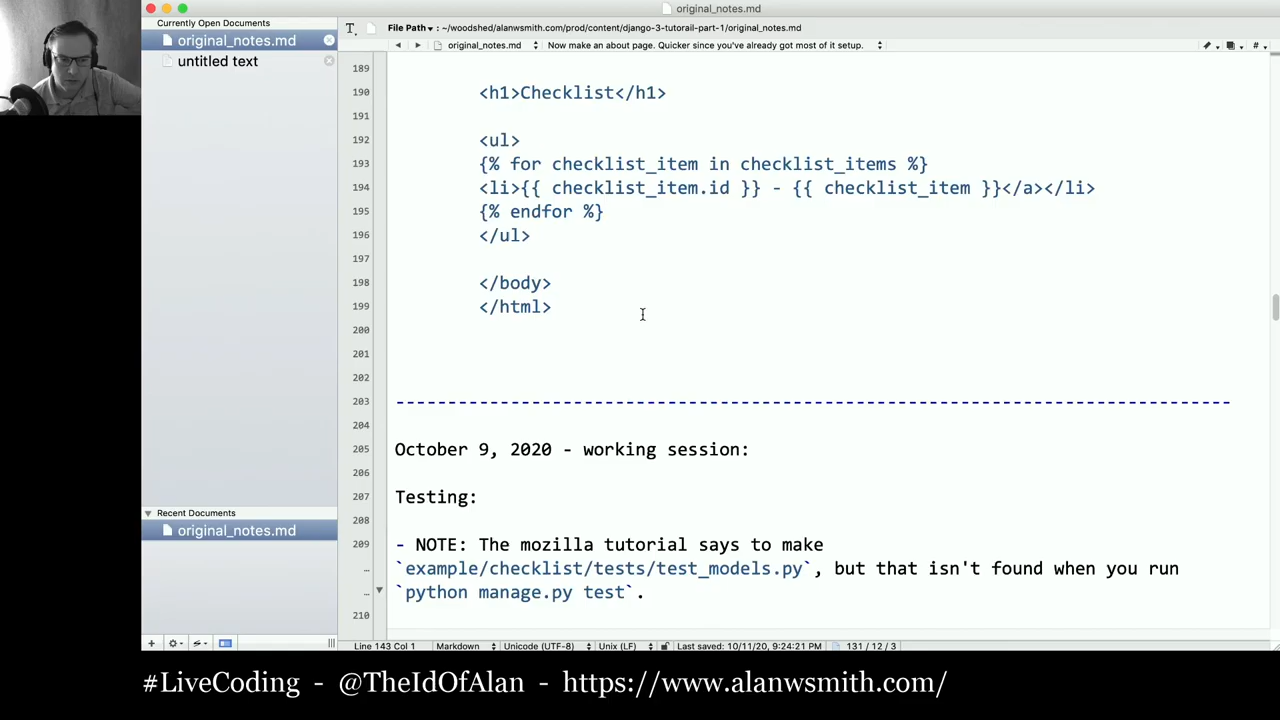 original_notes.md
Currently Open Documents
original_notes.md
untitled text
File Path ▾ : ~/woodshed/alanwsmith.com/prod/content/django-3-tutorail-part-1/original_notes.md
original_notes.md
Now make an about page. Quicker since you've already got most of it setup.
189
190 <h1>Checklist</h1>
191
192 <ul>
193 {% for checklist_item in checklist_items %}
194 <li>{{ checklist_item.id }} - {{ checklist_item }}</a></li>
195 {% endfor %}
196 </ul>
197
198 </body>
199 </html>
200
201
202
203 --------------------------------------------------------------------------------
204
205 October 9, 2020 - working session:
206
207 Testing:
208
209 - NOTE: The mozilla tutorial says to make
`example/checklist/tests/test_models.py`, but that isn't found when you run
`python manage.py test`.
210
Recent Documents
original_notes.md
Line 143 Col 1 Markdown Unicode (UTF-8) Unix (LF) Last saved: 10/11/20, 9:24:21 PM 131 / 12 / 3
#LiveCoding - @TheIdOfAlan - https://www.alanwsmith.com/